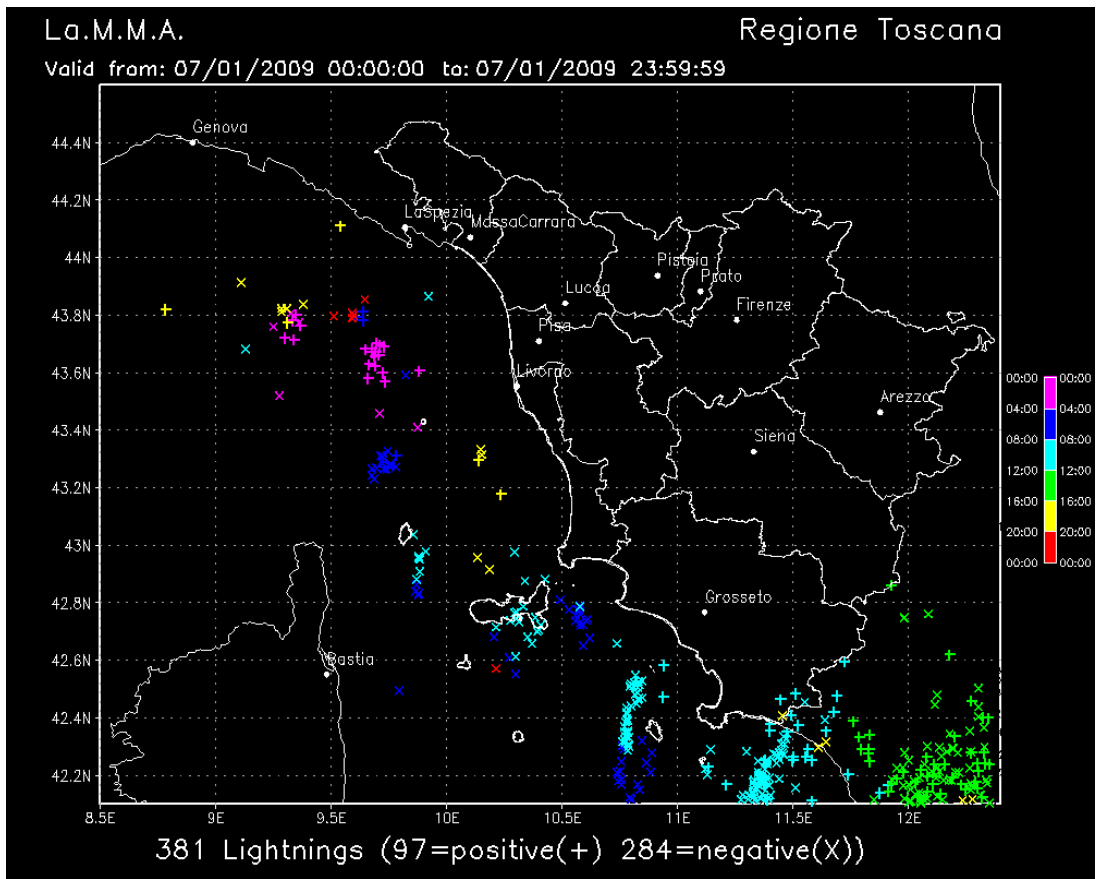 La.M.M.A.
Regione Toscana
Valid from: 07/01/2009 00:00:00 to: 07/01/2009 23:59:59
Genova
44.4N
44.2N
LaSpezia
MassaCarrara
44N
Pistoia
Prato
Lucca
Firenze
43.8N
Pisa
43.6N
Livorno
Arezzo
43.4N
Siena
43.2N
43N
42.8N
Grosseto
42.6N
Bastia
42.4N
42.2N
8.5E 9E 9.5E 10E 10.5E 11E 11.5E 12E
00:00 00:00
04:00 04:00
08:00 08:00
12:00 12:00
16:00 16:00
20:00 20:00
00:00 00:00
381 Lightnings (97=positive(+) 284=negative(X))